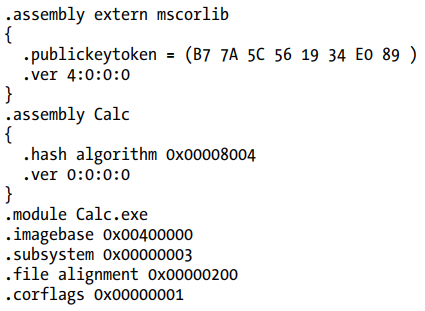 .assembly extern mscorlib
{
  .publickeytoken = (B7 7A 5C 56 19 34 E0 89 )
  .ver 4:0:0:0
}
.assembly Calc
{
  .hash algorithm 0x00008004
  .ver 0:0:0:0
}
.module Calc.exe
.imagebase 0x00400000
.subsystem 0x00000003
.file alignment 0x00000200
.corflags 0x00000001